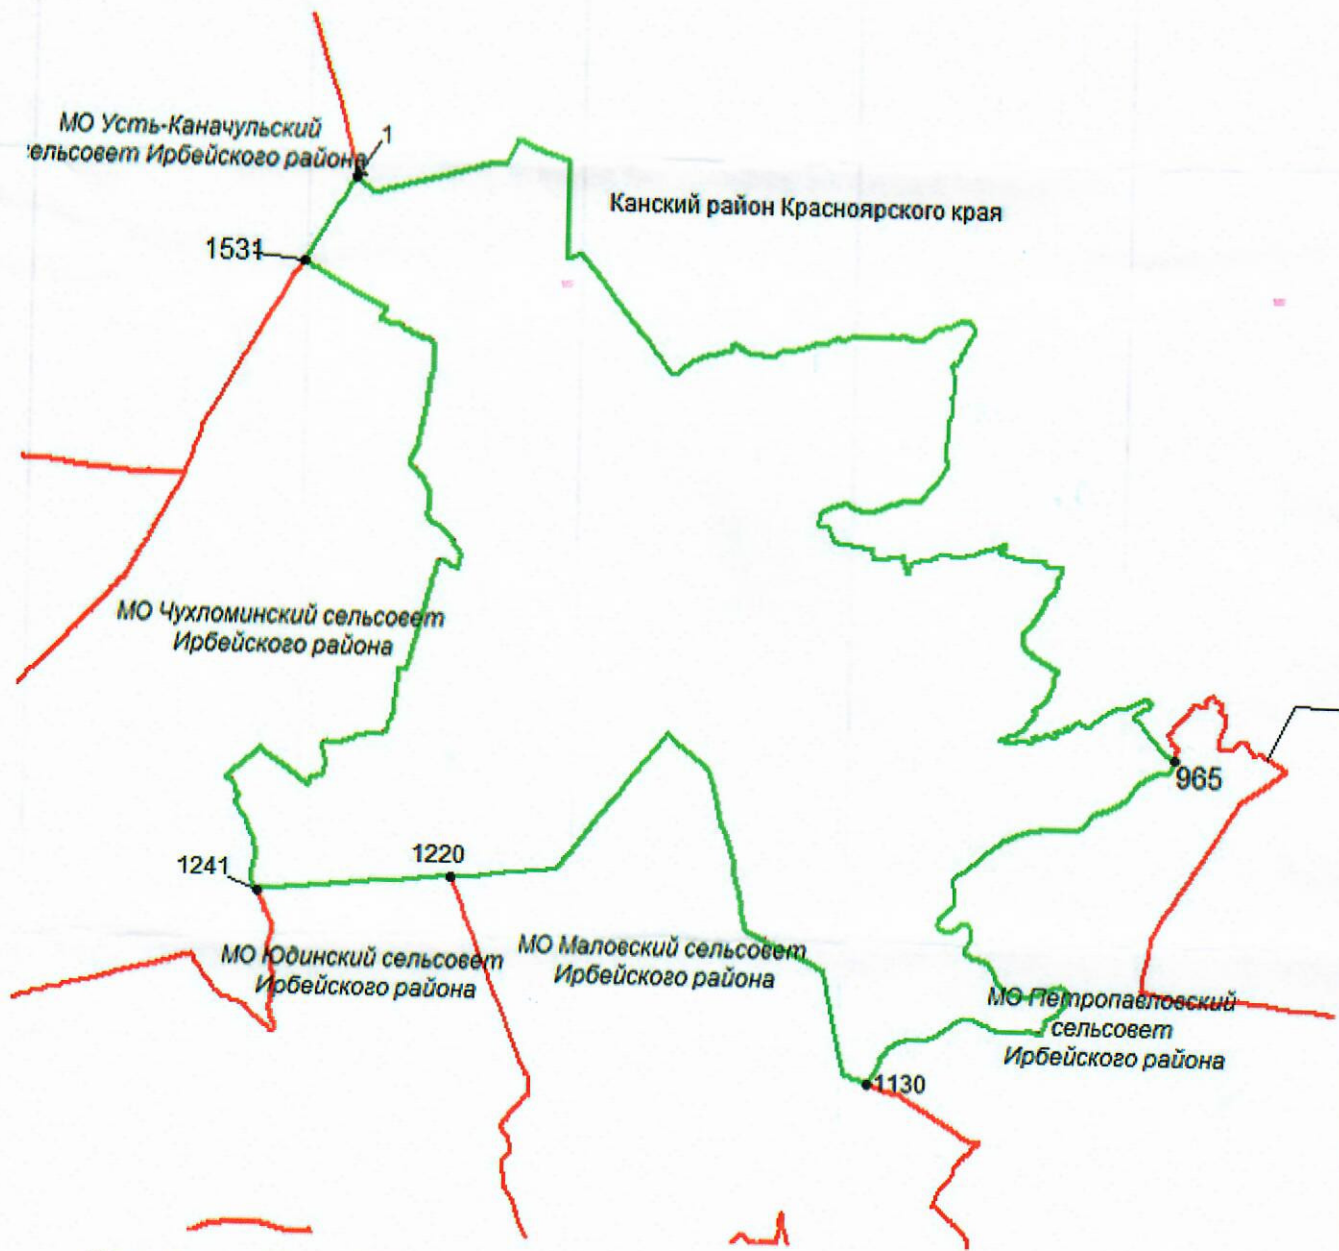 МО Усть-Каначульский
ельсовет Ирбейского района
1
Канский район Красноярского края
1531
МО Чухломинский сельсовет
Ирбейского района
965
1241
1220
МО Юдинский сельсовет
Ирбейского района
МО Маловский сельсовет
Ирбейского района
МО Петропавловский
сельсовет
Ирбейского района
1130